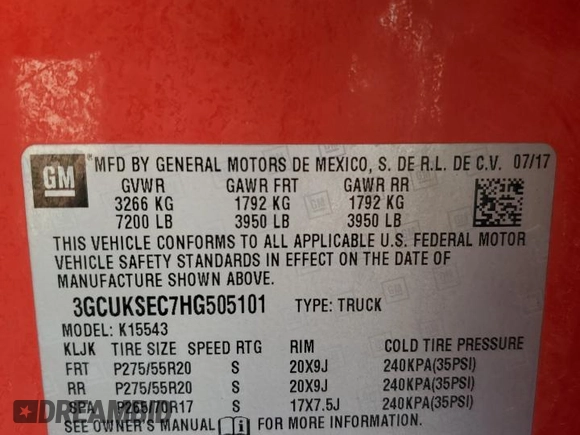 GM
MFD BY GENERAL MOTORS DE MEXICO, S. DE R.L. DE C.V. 07/17
GVWR GAWR FRT GAWR RR
3266 KG 1792 KG 1792 KG
7200 LB 3950 LB 3950 LB
THIS VEHICLE CONFORMS TO ALL APPLICABLE U.S. FEDERAL MOTOR
VEHICLE SAFETY STANDARDS IN EFFECT ON THE DATE OF
MANUFACTURE SHOWN ABOVE.
3GCUKSEC7HG505101 TYPE: TRUCK
MODEL: K15543
KLJK TIRE SIZE SPEED RTG RIM COLD TIRE PRESSURE
FRT P275/55R20 S 20X9J 240KPA(35PSI)
RR P275/55R20 S 20X9J 240KPA(35PSI)
SPA P265/70R17 S 17X7.5J 240KPA(35PSI)
SEE OWNER'S MANUAL FOR MORE INFORMATION.
DREAMBID